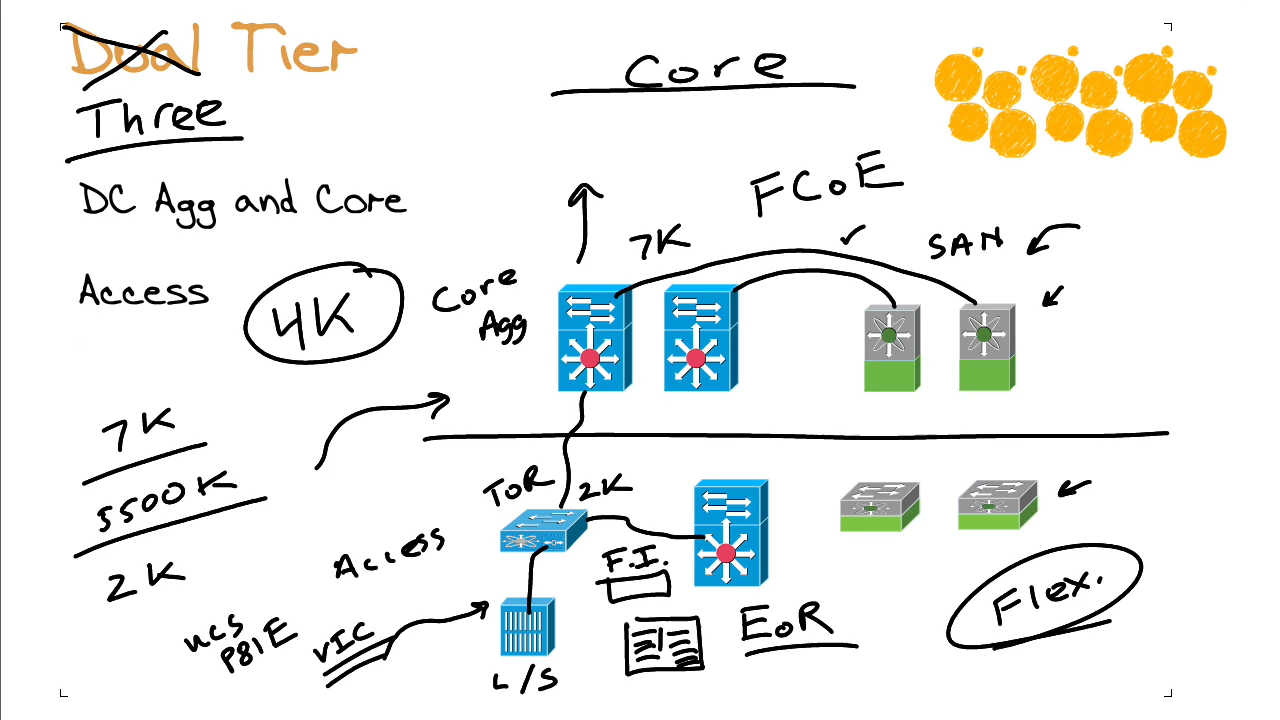 Dual Tier
Three
DC Agg and Core
Access
4K
7K
5500K
2K
Core
FCoE
7K
SAN
Core
Agg
ToR
2K
Access
F.I.
EoR
Flex.
UCS
P81E
VIC
L/S